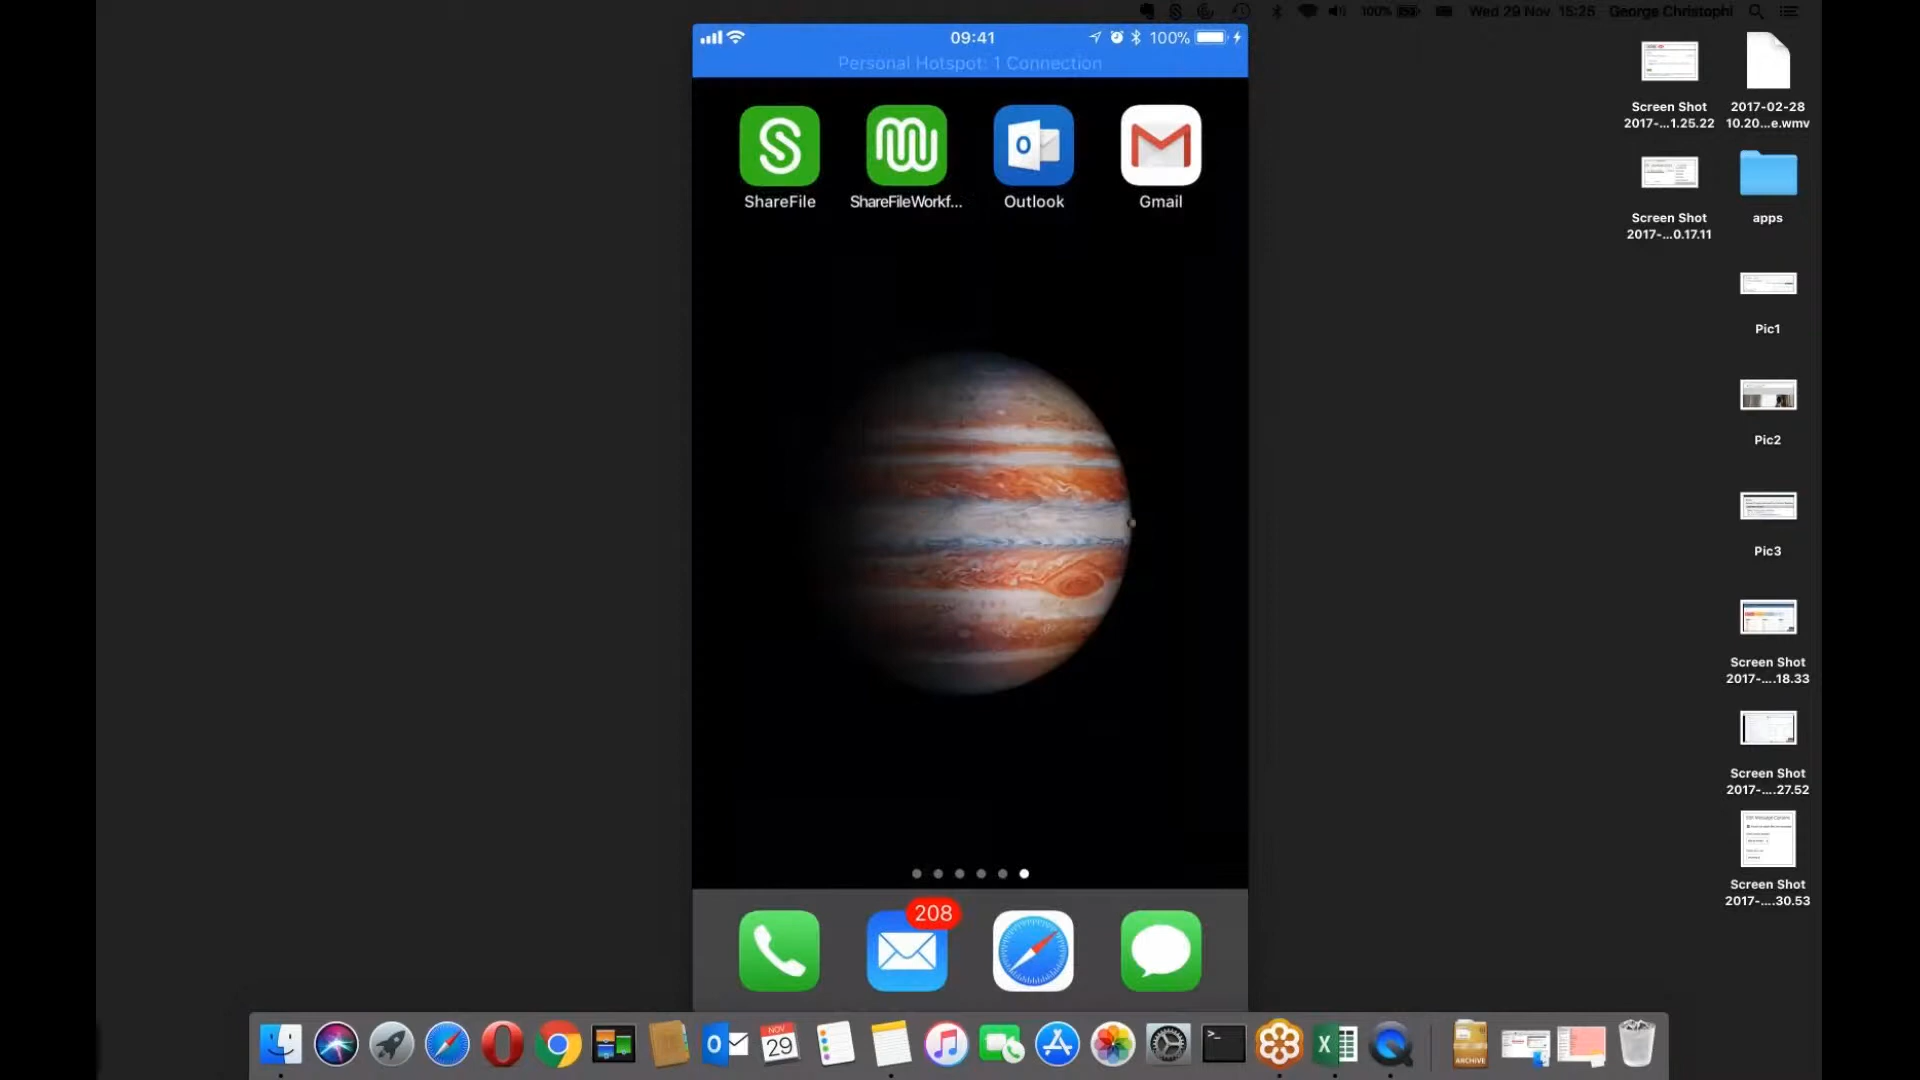 100%
Wed 29 Nov 15:25
George Christophi
09:41
100%
Personal Hotspot: 1 Connection
ShareFile
ShareFileWorkf...
Outlook
Gmail
208
Screen Shot
2017-...1.25.22
2017-02-28
10.20...e.wmv
Screen Shot
2017-...0.17.11
apps
Pic1
Pic2
Pic3
Screen Shot
2017-....18.33
Screen Shot
2017-....27.52
Screen Shot
2017-....30.53
NOV
29
ARCHIVE